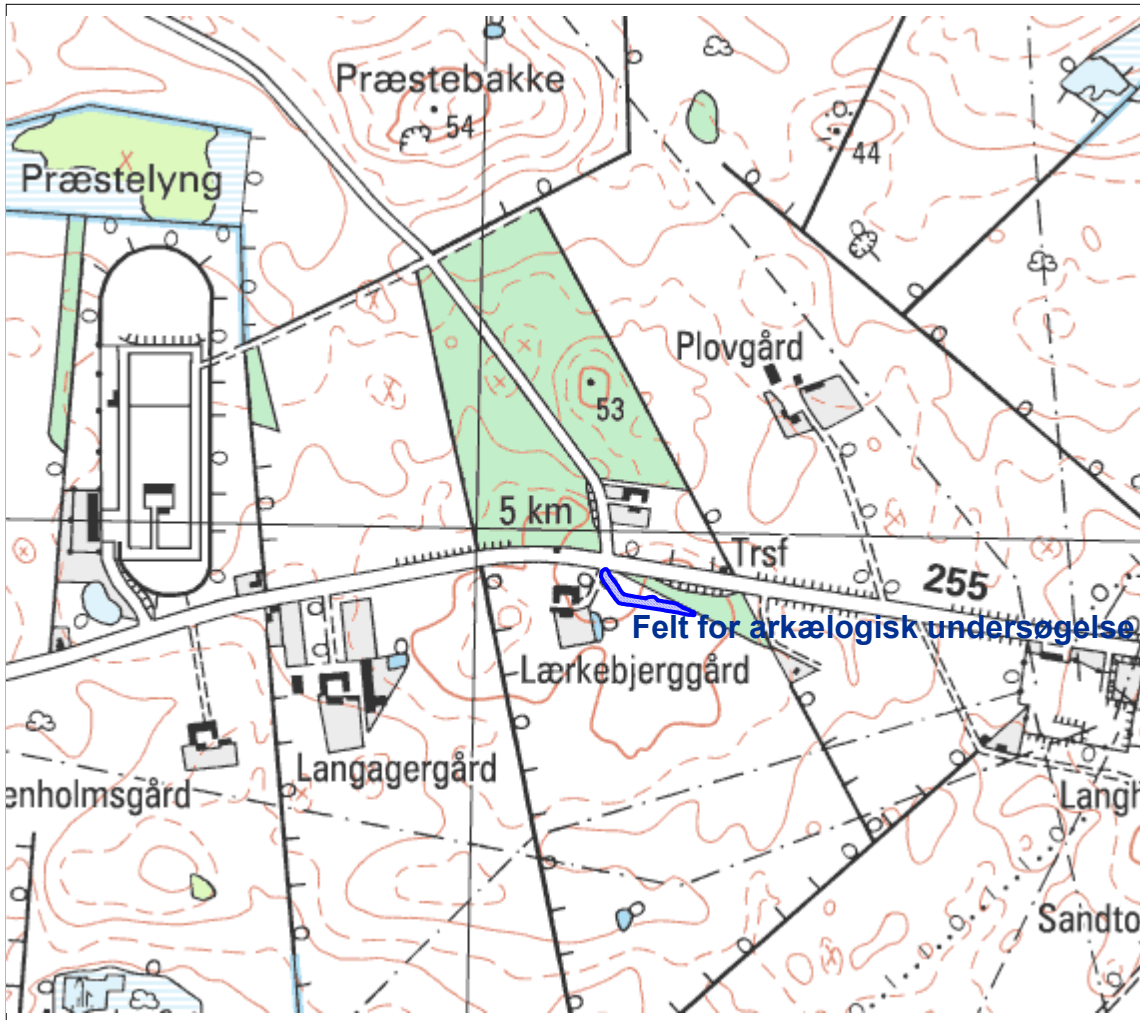 Præstebakke
54
44
Præstelyng
Plovgård
53
5 km
Trsf
255
Felt for arkælogisk undersøgelse
Lærkebjerggård
Langagergård
enholmsgård
Langh
Sandto